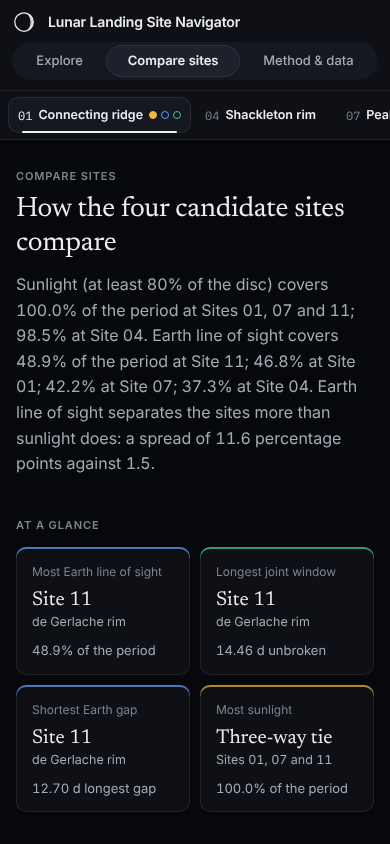 Lunar Landing Site Navigator
Explore
Compare sites
Method & data
01 Connecting ridge
04 Shackleton rim
07 Pea
COMPARE SITES
How the four candidate sites
compare
Sunlight (at least 80% of the disc) covers
100.0% of the period at Sites 01, 07 and 11;
98.5% at Site 04. Earth line of sight covers
48.9% of the period at Site 11; 46.8% at Site
01; 42.2% at Site 07; 37.3% at Site 04. Earth
line of sight separates the sites more than
sunlight does: a spread of 11.6 percentage
points against 1.5.
AT A GLANCE
Most Earth line of sight
Site 11
de Gerlache rim
48.9% of the period
Longest joint window
Site 11
de Gerlache rim
14.46 d unbroken
Shortest Earth gap
Site 11
de Gerlache rim
12.70 d longest gap
Most sunlight
Three-way tie
Sites 01, 07 and 11
100.0% of the period